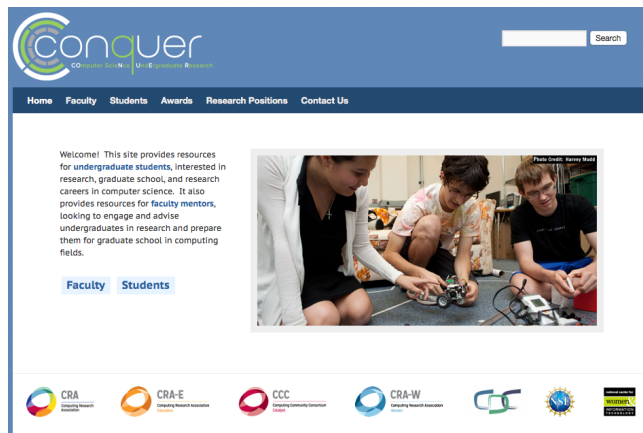 conquer
COmputer ScieNce UndErgraduate Research
Search
Home Faculty Students Awards Research Positions Contact Us
Welcome! This site provides resources
for undergraduate students, interested in
research, graduate school, and research
careers in computer science. It also
provides resources for faculty mentors,
looking to engage and advise
undergraduates in research and prepare
them for graduate school in computing
fields.
Photo Credit: Harvey Mudd
Faculty Students
CRA
Computing Research
Association
CRA-E
Computing Research Association
Education
CCC
Computing Community Consortium
Catalyst
CRA-W
Computing Research Association
Women
CDC
NSF
national center for
women &
INFORMATION
TECHNOLOGY